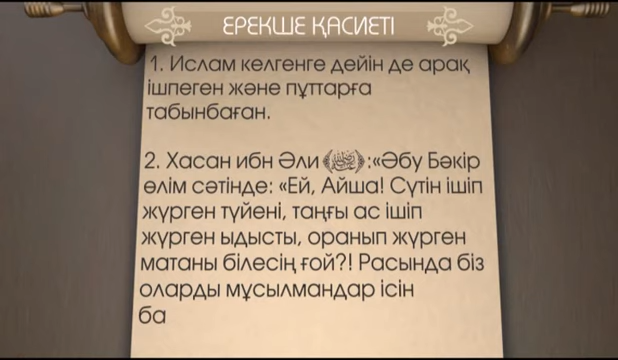 ЕРЕКШЕ ҚАСИЕТІ
1. Ислам келгенге дейін де арақ
ішпеген және пұттарға
табынбаған.
2. Хасан ибн Әли ﷺ:«Әбу Бәкір
өлім сәтінде: «Ей, Айша! Сүтін ішіп
жүрген түйені, таңғы ас ішіп
жүрген ыдысты, оранып жүрген
матаны білесің ғой?! Расында біз
оларды мұсылмандар ісін
ба